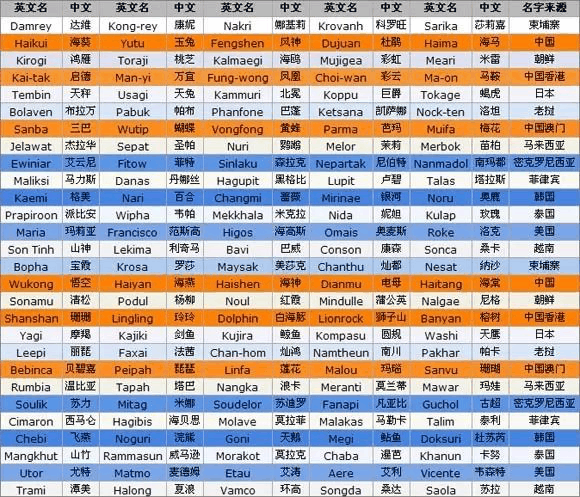 英文名 中文 英文名 中文 英文名 中文 英文名 中文 英文名 中文 名字来源
Damrey 达维 Kong-rey 康妮 Nakri 娜基莉 Krovanh 科罗旺 Sarika 莎莉嘉 柬埔寨
Haikui 海葵 Yutu 玉兔 Fengshen 风神 Dujuan 杜鹃 Haima 海马 中国
Kirogi 鸿雁 Toraji 桃芝 Kalmaegi 海鸥 Mujigea 彩虹 Meari 米雷 朝鲜
Kai-tak 启德 Man-yi 万宜 Fung-wong 凤凰 Choi-wan 彩云 Ma-on 马鞍 中国香港
Tembin 天秤 Usagi 天兔 Kammuri 北冕 Koppu 巨爵 Tokage 蝎虎 日本
Bolaven 布拉万 Pabuk 帕布 Phanfone 巴蓬 Ketsana 凯萨娜 Nock-ten 洛坦 老挝
Sanba 三巴 Wutip 蝴蝶 Vongfong 黄蜂 Parma 芭玛 Muifa 梅花 中国澳门
Jelawat 杰拉华 Sepat 圣帕 Nuri 鹦鹉 Melor 茉莉 Merbok 苗柏 马来西亚
Ewiniar 艾云尼 Fitow 菲特 Sinlaku 森拉克 Nepartak 尼伯特 Nanmadol 南玛都 密克罗尼西亚
Maliksi 马力斯 Danas 丹娜丝 Hagupit 黑格比 Lupit 卢碧 Talas 塔拉斯 菲律宾
Kaemi 格美 Nari 百合 Changmi 蔷薇 Mirinae 银河 Noru 奥鹿 韩国
Prapiroon 派比安 Wipha 韦帕 Mekkhala 米克拉 Nida 妮妲 Kulap 玫瑰 泰国
Maria 玛莉亚 Francisco 范斯高 Higos 海高斯 Omais 奥麦斯 Roke 洛克 美国
Son Tinh 山神 Lekima 利奇马 Bavi 巴威 Conson 康森 Sonca 桑卡 越南
Bopha 宝霞 Krosa 罗莎 Maysak 美莎克 Chanthu 灿都 Nesat 纳沙 柬埔寨
Wukong 悟空 Haiyan 海燕 Haishen 海神 Dianmu 电母 Haitang 海棠 中国
Sonamu 清松 Podul 杨柳 Noul 红霞 Mindulle 蒲公英 Nalgae 尼格 朝鲜
Shanshan 珊珊 Lingling 玲玲 Dolphin 白海豚 Lionrock 狮子山 Banyan 榕树 中国香港
Yagi 摩羯 Kajiki 剑鱼 Kujira 鲸鱼 Kompasu 圆规 Washi 天鹰 日本
Leepi 丽琵 Faxai 法茜 Chan-hom 灿鸿 Namtheun 南川 Pakhar 帕卡 老挝
Bebinca 贝碧嘉 Peipah 琵琶 Linfa 莲花 Malou 玛瑙 Sanvu 珊瑚 中国澳门
Rumbia 温比亚 Tapah 塔巴 Nangka 浪卡 Meranti 莫兰蒂 Mawar 玛娃 马来西亚
Soulik 苏力 Mitag 米娜 Soudelor 苏迪罗 Fanapi 凡亚比 Guchol 古超 密克罗尼西亚
Cimaron 西马仑 Hagibis 海贝思 Molave 莫拉菲 Malakas 马勒卡 Talim 泰利 菲律宾
Chebi 飞燕 Noguri 浣熊 Goni 天鹅 Megi 鲇鱼 Doksuri 杜苏芮 韩国
Mangkhut 山竹 Rammasun 威马逊 Morakot 莫拉克 Chaba 暹芭 Khanun 卡努 泰国
Utor 尤特 Matmo 麦德姆 Etau 艾涛 Aere 艾利 Vicente 韦森特 美国
Trami 潭美 Halong 夏浪 Vamco 环高 Songda 桑达 Saola 苏拉 越南